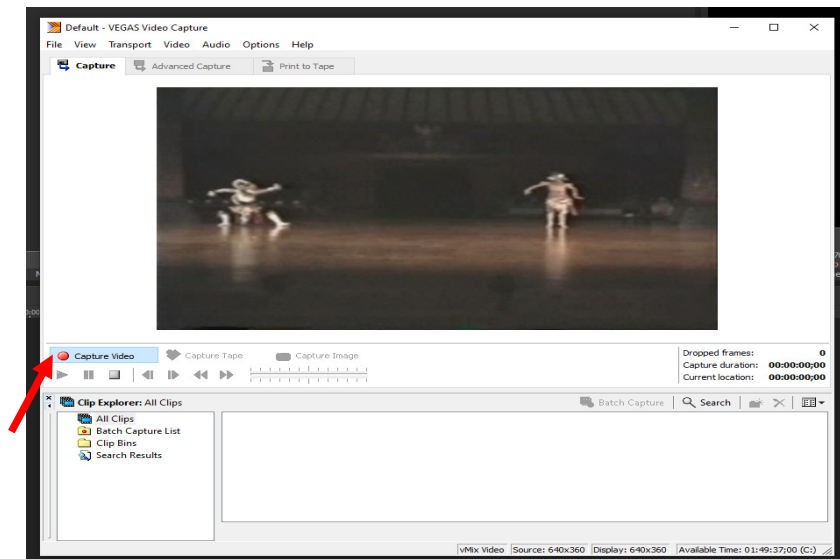 Default - VEGAS Video Capture
File View Transport Video Audio Options Help
Capture Advanced Capture Print to Tape
Capture Video Capture Tape Capture Image
Dropped frames: 0
Capture duration: 00:00:00;00
Current location: 00:00:00;00
Clip Explorer: All Clips Batch Capture Search
All Clips
Batch Capture List
Clip Bins
Search Results
vMix Video Source: 640x360 Display: 640x360 Available Time: 01:49:37;00 (C:)